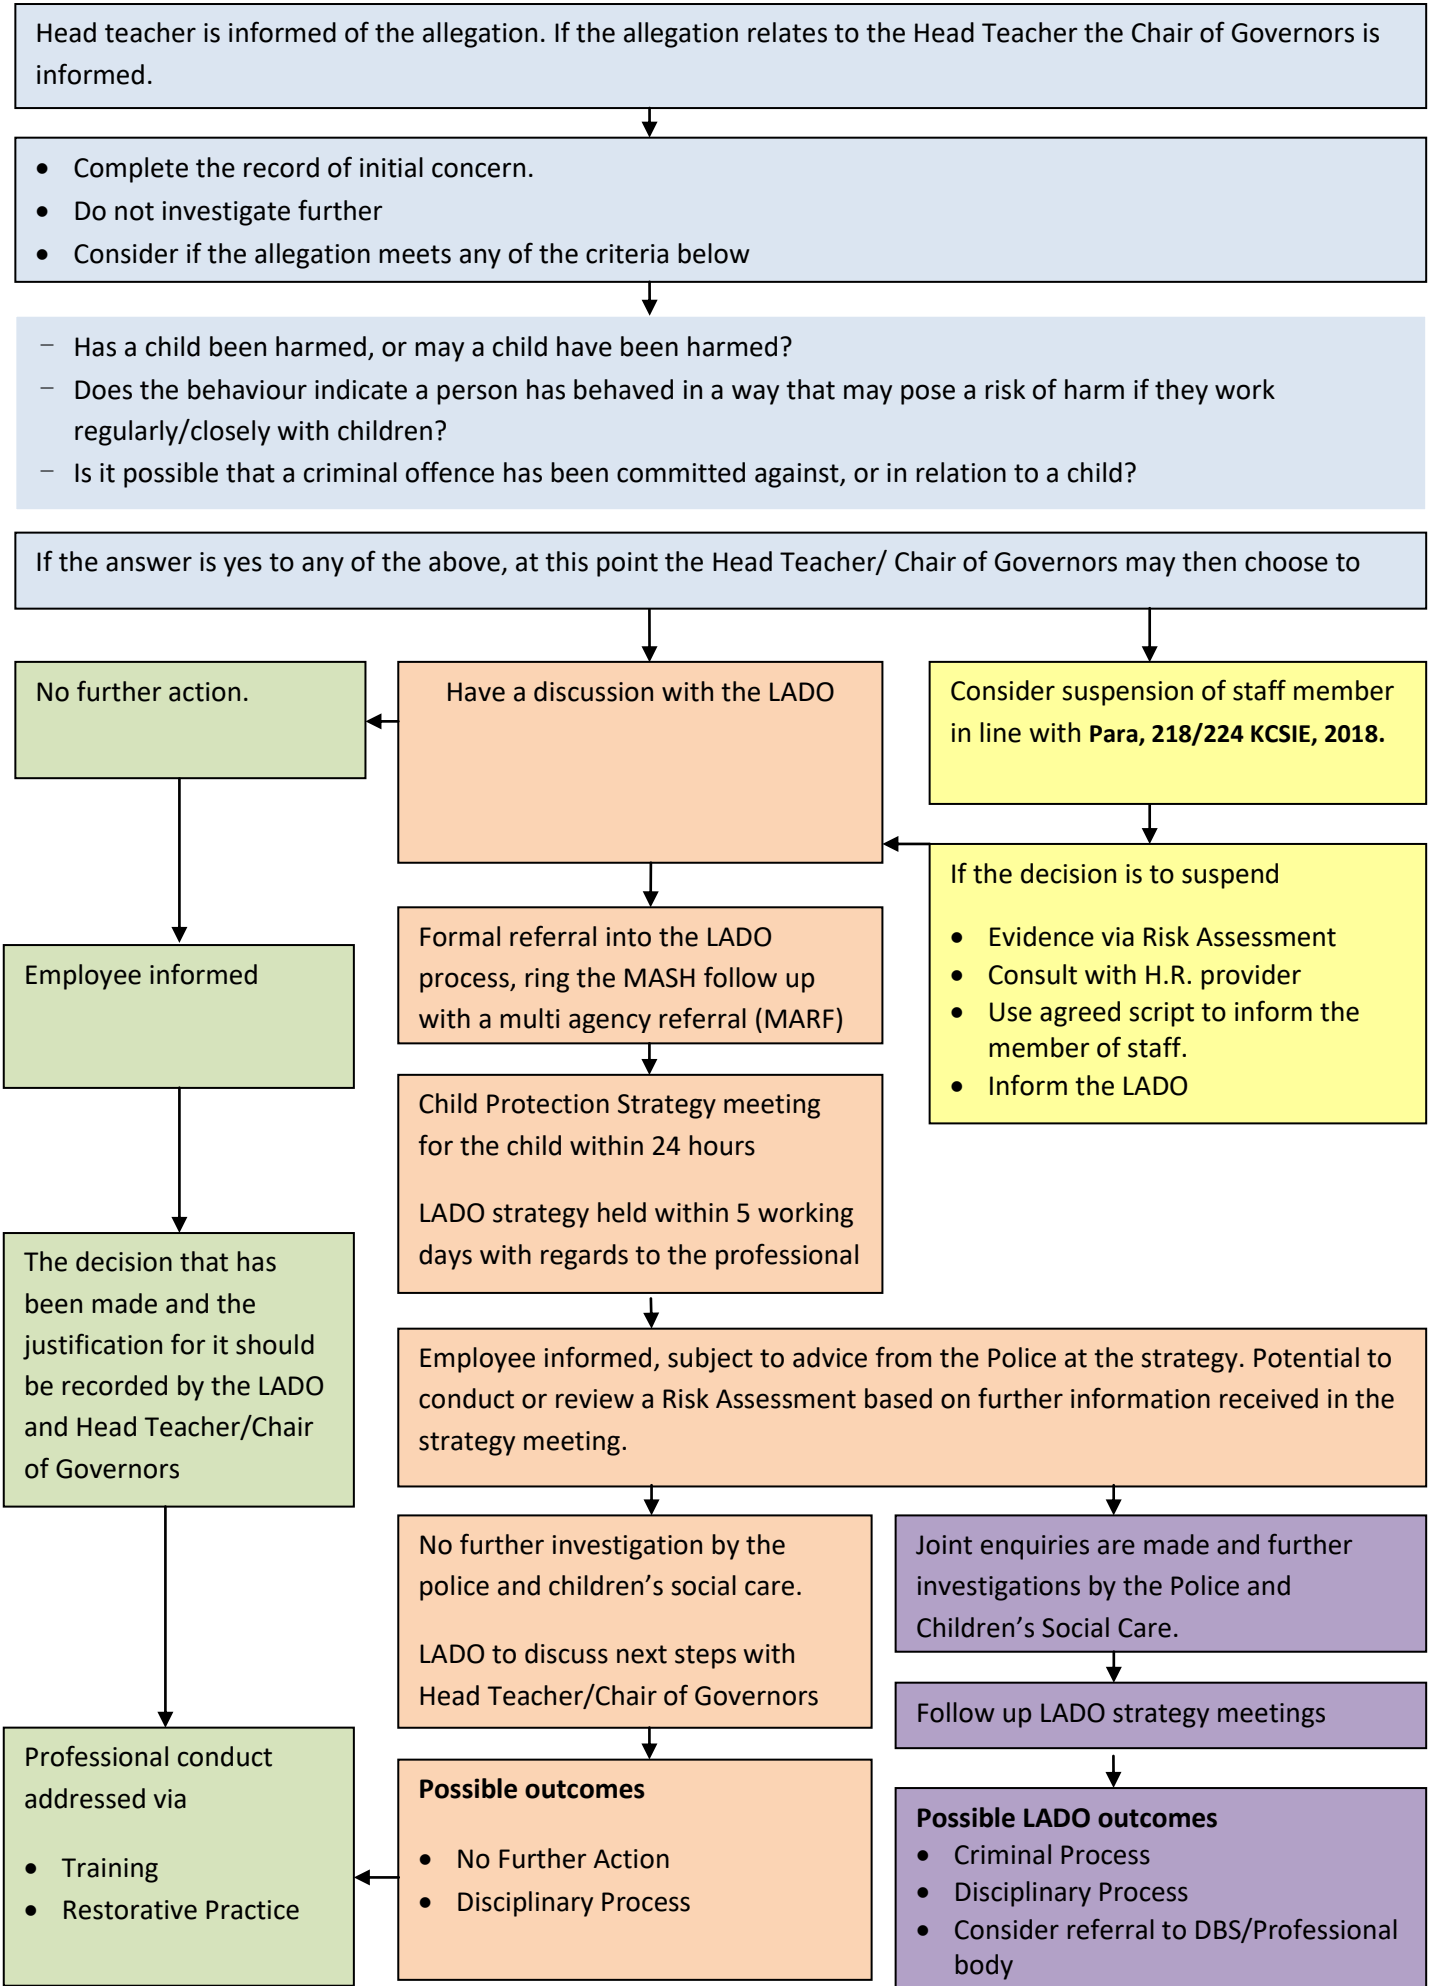 Head teacher is informed of the allegation. If the allegation relates to the Head Teacher the Chair of Governors is
informed.
• Complete the record of initial concern.
• Do not investigate further
• Consider if the allegation meets any of the criteria below
− Has a child been harmed, or may a child have been harmed?
− Does the behaviour indicate a person has behaved in a way that may pose a risk of harm if they work
regularly/closely with children?
− Is it possible that a criminal offence has been committed against, or in relation to a child?
If the answer is yes to any of the above, at this point the Head Teacher/ Chair of Governors may then choose to
No further action.
Have a discussion with the LADO
Consider suspension of staff member
in line with Para, 218/224 KCSIE, 2018.
If the decision is to suspend
• Evidence via Risk Assessment
• Consult with H.R. provider
• Use agreed script to inform the
member of staff.
• Inform the LADO
Formal referral into the LADO
process, ring the MASH follow up
with a multi agency referral (MARF)
Employee informed
Child Protection Strategy meeting
for the child within 24 hours
LADO strategy held within 5 working
days with regards to the professional
The decision that has
been made and the
justification for it should
be recorded by the LADO
and Head Teacher/Chair
of Governors
Employee informed, subject to advice from the Police at the strategy. Potential to
conduct or review a Risk Assessment based on further information received in the
strategy meeting.
No further investigation by the
police and children’s social care.
LADO to discuss next steps with
Head Teacher/Chair of Governors
Joint enquiries are made and further
investigations by the Police and
Children’s Social Care.
Follow up LADO strategy meetings
Professional conduct
addressed via
• Training
• Restorative Practice
Possible outcomes
• No Further Action
• Disciplinary Process
Possible LADO outcomes
• Criminal Process
• Disciplinary Process
• Consider referral to DBS/Professional
body